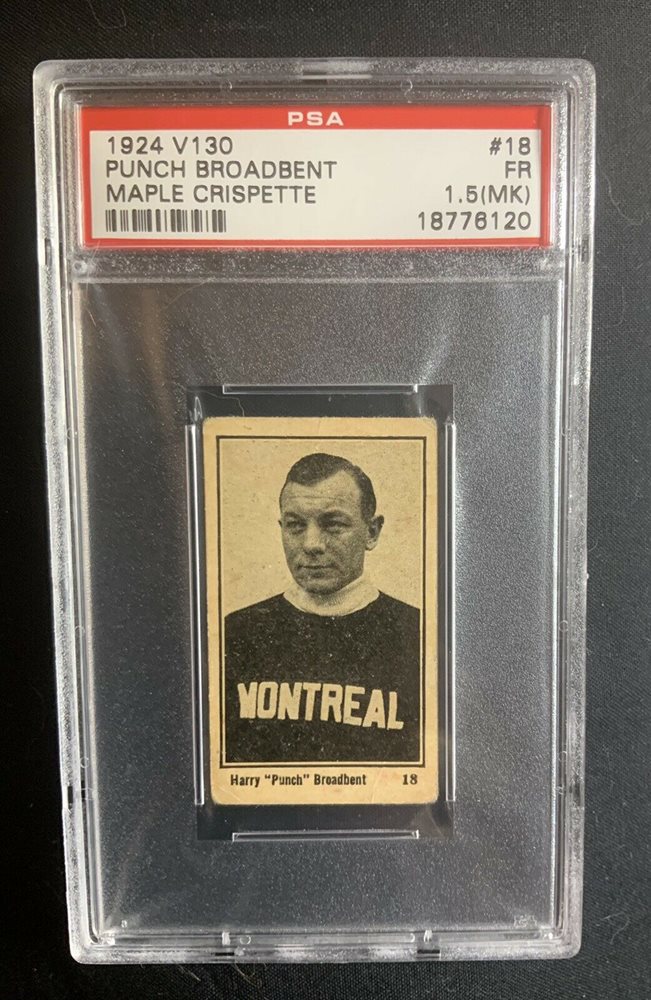 PSA
1924 V130 #18
PUNCH BROADBENT FR
MAPLE CRISPETTE 1.5(MK)
18776120
MONTREAL
Harry "Punch" Broadbent 18